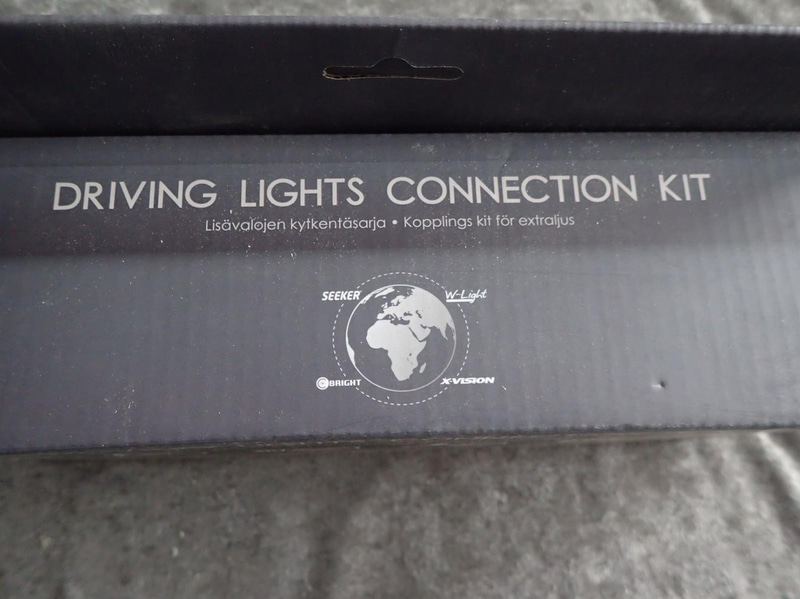 DRIVING LIGHTS CONNECTION KIT
Lisävalojen kytkentäsarja • Kopplings kit för extraljus
SEEKER W-Light
BRIGHT X-VISION